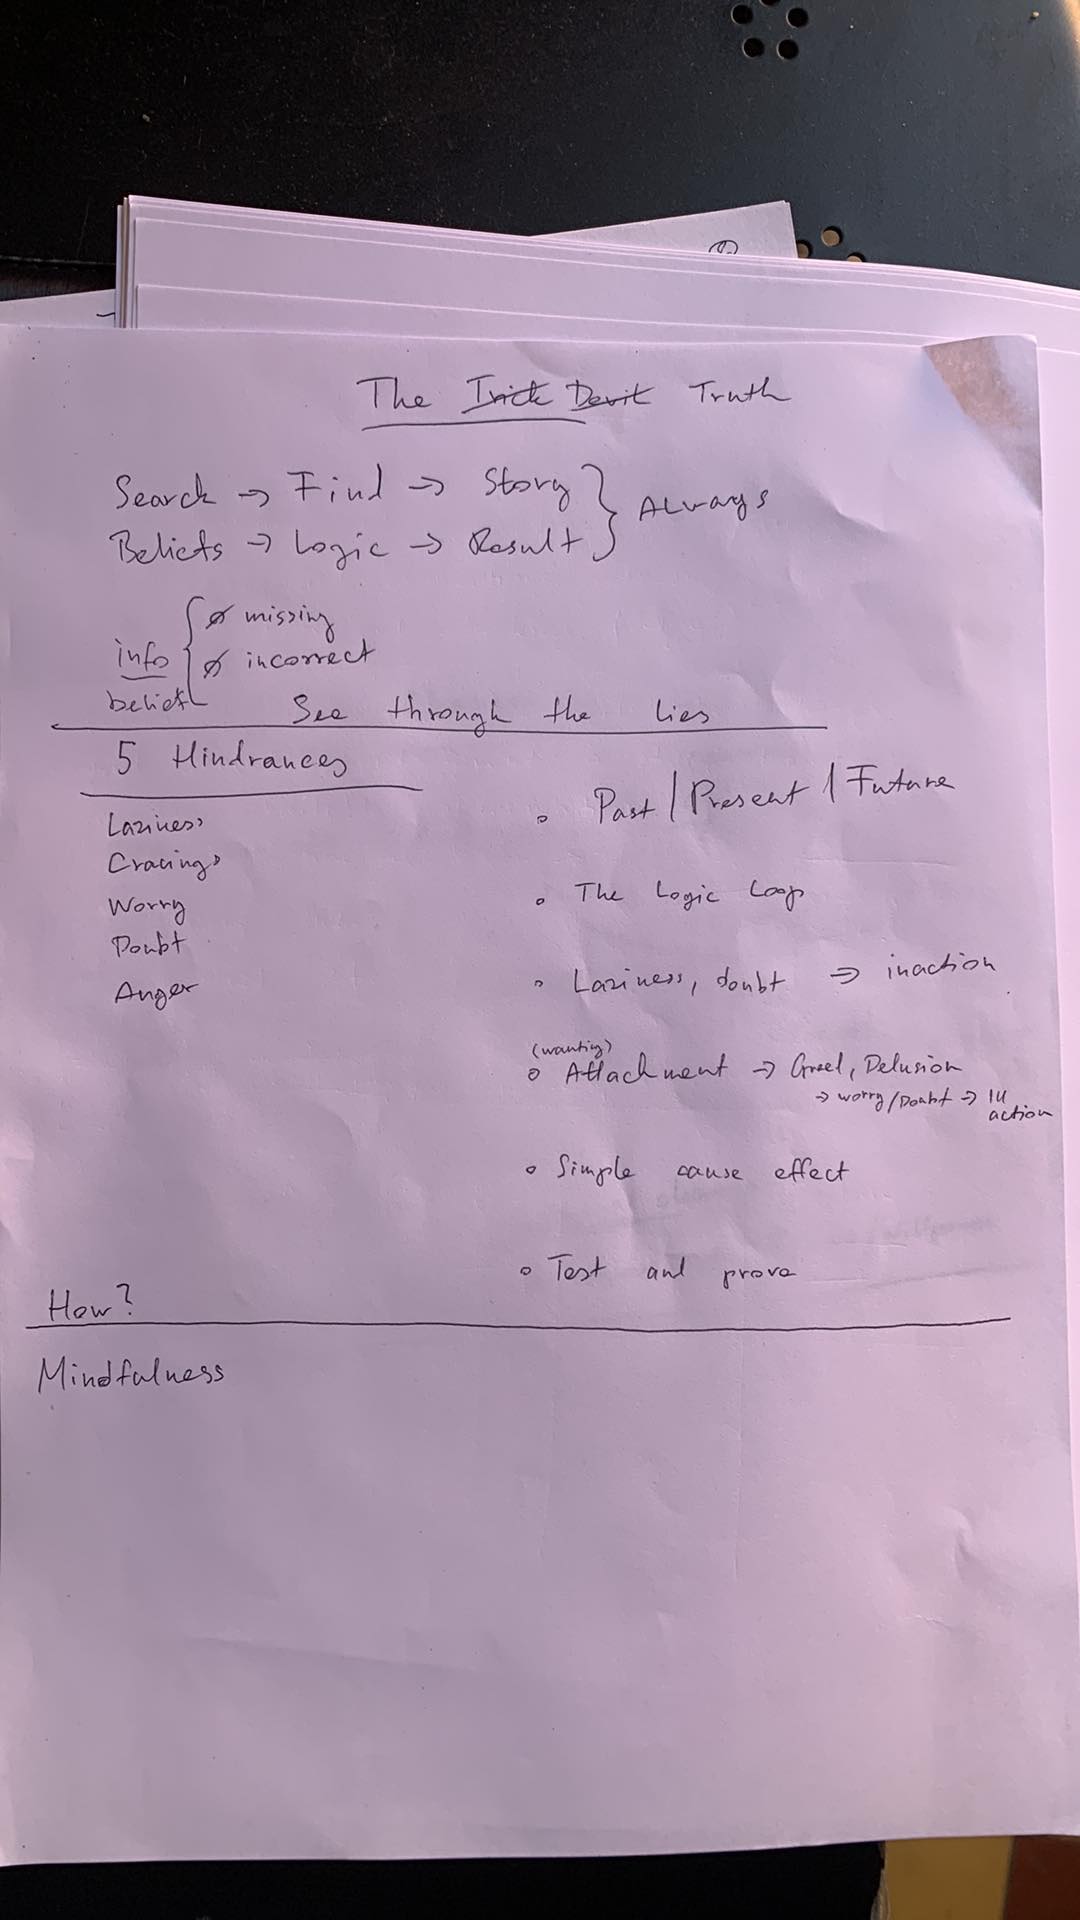 The Trick Devil Truth
Search → Find → Story
Beliefs → Logic → Result
} Always
info
belief
{ ∅ missing
∅ incorrect
See through the lies
5 Hindrances
Laziness
Cravings
Worry
Doubt
Anger
∘ Past / Present / Future
∘ The Logic Loop
∘ Laziness, doubt ⇒ inaction
(wanting)
∘ Attachment → Greed, Delusion
→ worry/Doubt → in
action
∘ Simple cause effect
∘ Test and prove
How?
Mindfulness